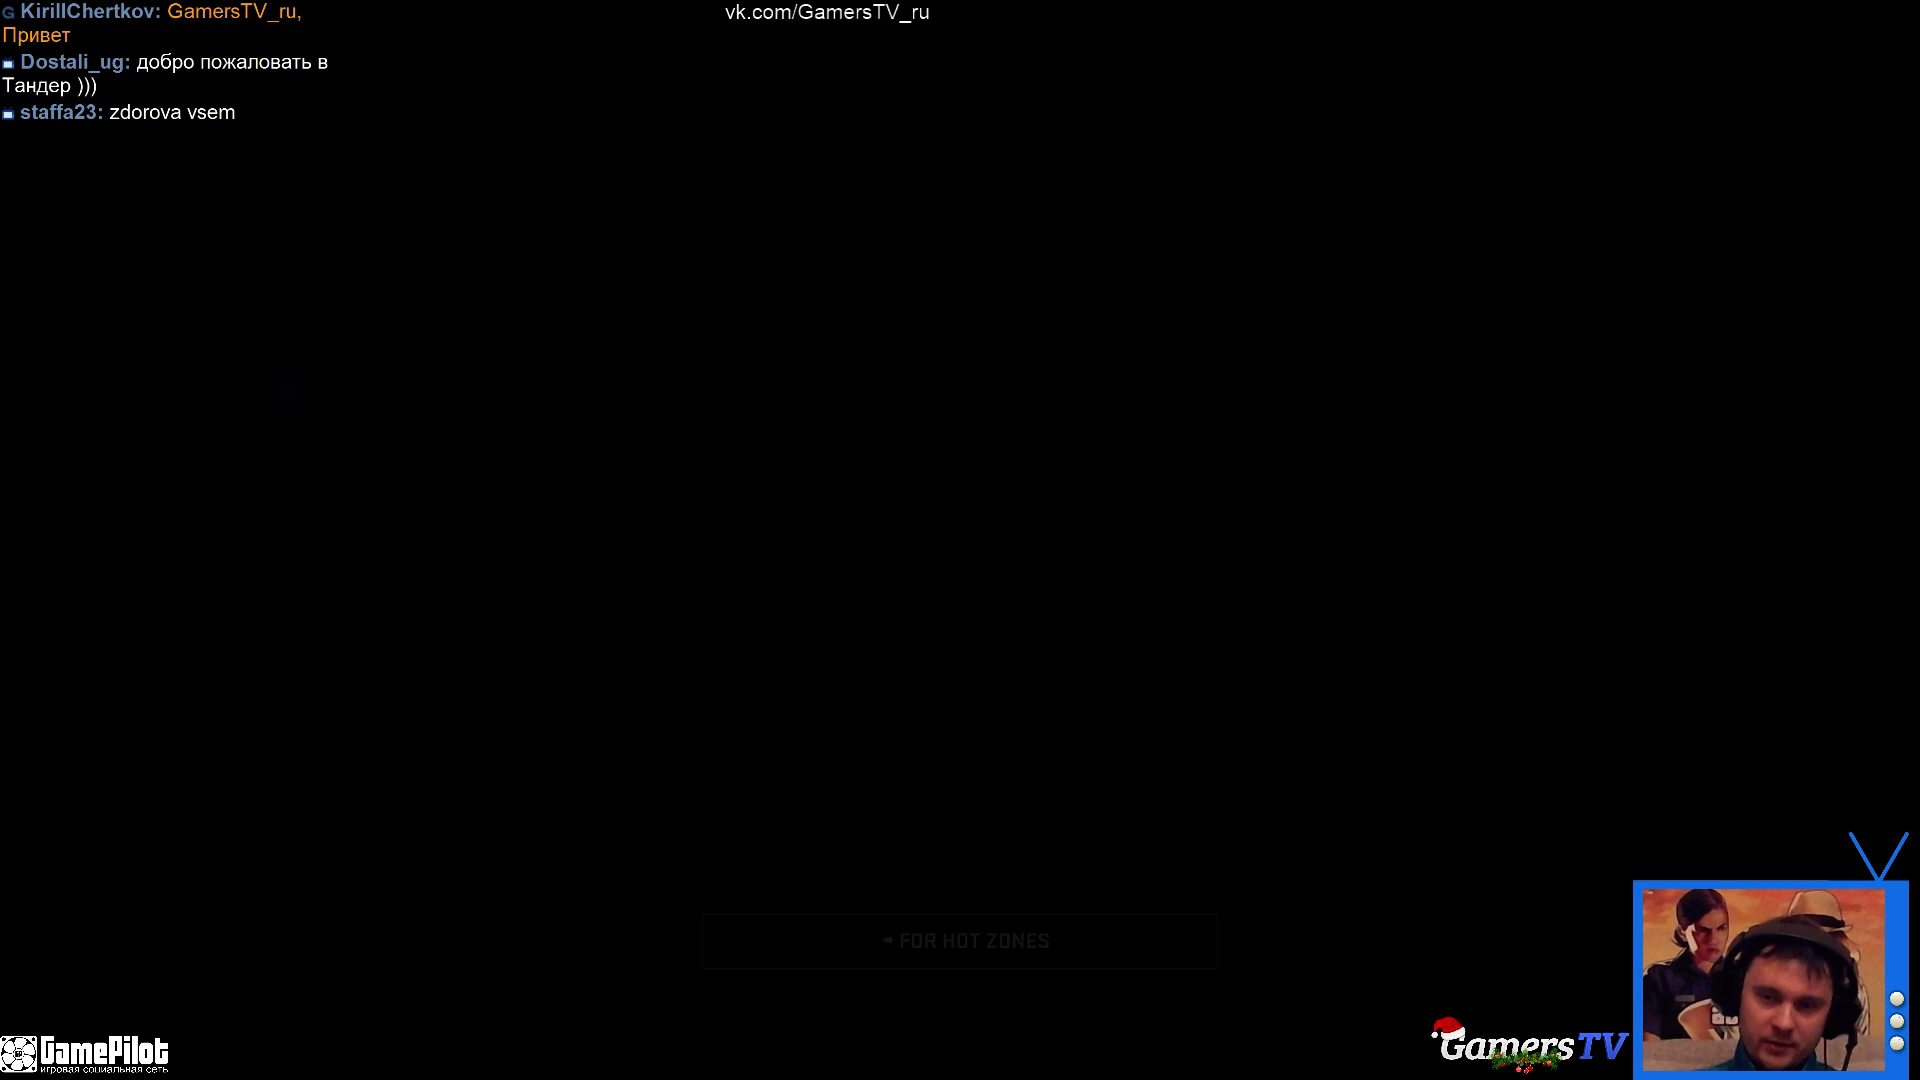 KirillChertkov: GamersTV_ru,
Привет
Dostali_ug: добро пожаловать в
Тандер )))
staffa23: zdorova vsem
vk.com/GamersTV_ru
FOR HOT ZONES
GamePilot
игровая социальная сеть
GamersTV